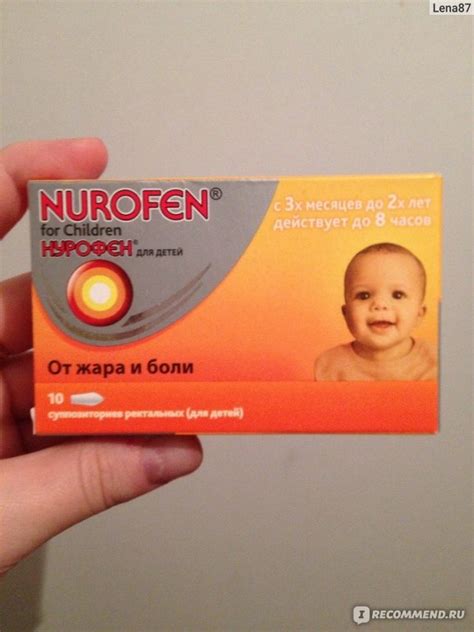 Lena87
NUROFEN®
for Children
НУРОФЕН® ДЛЯ ДЕТЕЙ
с 3х месяцев до 2х лет
действует до 8 часов
От жара и боли
10
суппозиториев ректальных (для детей)
I RECOMMEND.RU